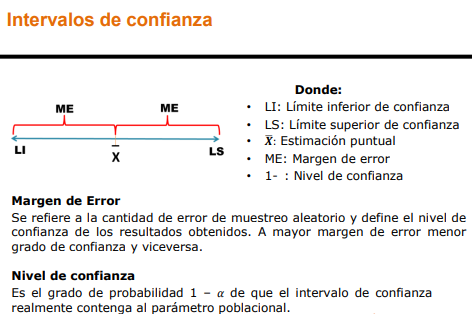 Intervalos de confianza
ME ME
LI X̄ LS
Donde:
• LI: Límite inferior de confianza
• LS: Límite superior de confianza
• X̄: Estimación puntual
• ME: Margen de error
• 1- : Nivel de confianza
Margen de Error
Se refiere a la cantidad de error de muestreo aleatorio y define el nivel de
confianza de los resultados obtenidos. A mayor margen de error menor
grado de confianza y viceversa.
Nivel de confianza
Es el grado de probabilidad 1 – α de que el intervalo de confianza
realmente contenga al parámetro poblacional.